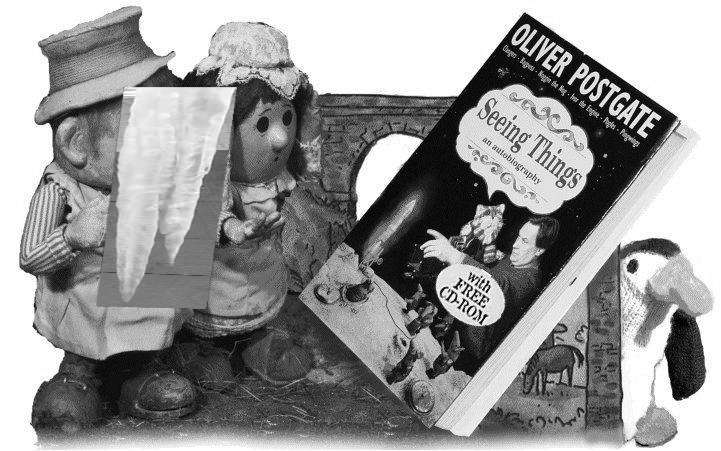 OLIVER POSTGATE
Clangers · Bagpuss · Noggin the Nog · Ivor the Engine · Pogles · Pingwings
Seeing Things
an autobiography
with
FREE
CD-ROM